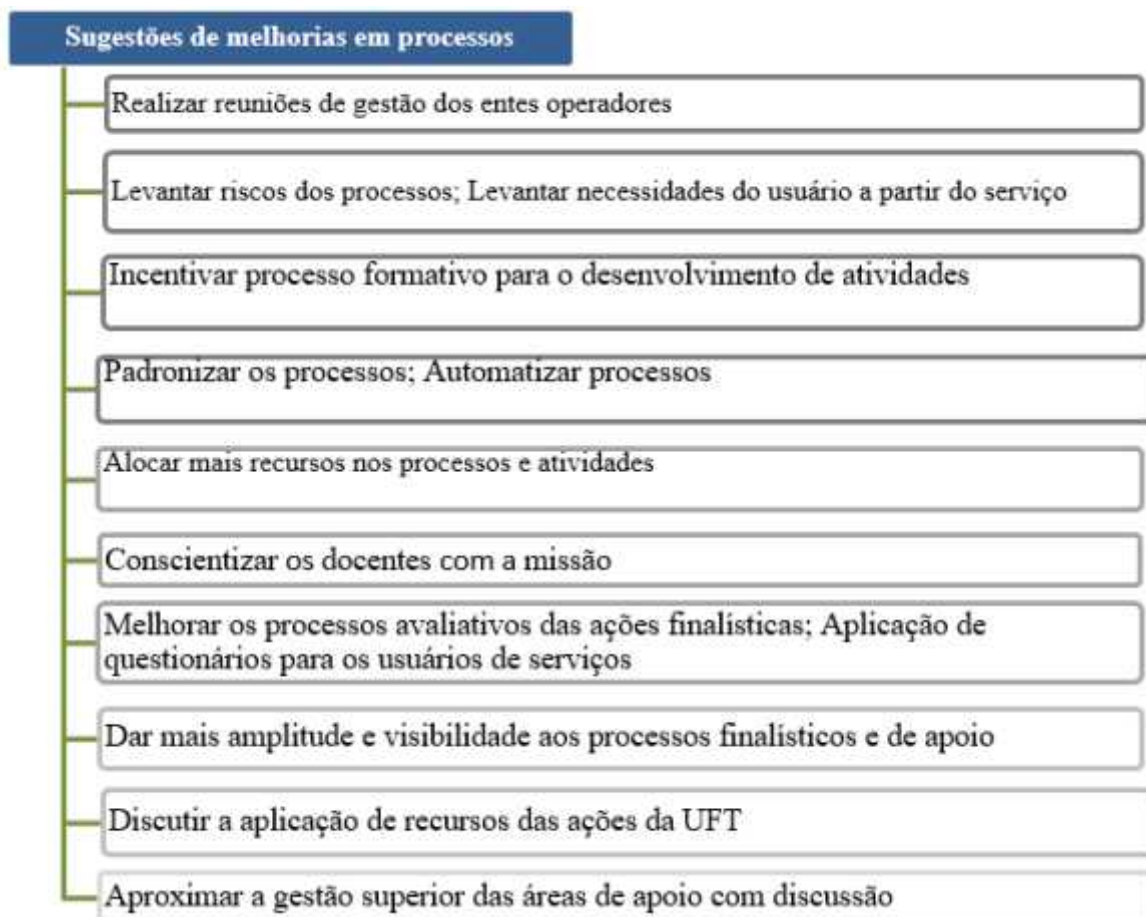 Sugestões de melhorias em processos
Realizar reuniões de gestão dos entes operadores
Levantar riscos dos processos; Levantar necessidades do usuário a partir do serviço
Incentivar processo formativo para o desenvolvimento de atividades
Padronizar os processos; Automatizar processos
Alocar mais recursos nos processos e atividades
Conscientizar os docentes com a missão
Melhorar os processos avaliativos das ações finalísticas; Aplicação de
questionários para os usuários de serviços
Dar mais amplitude e visibilidade aos processos finalísticos e de apoio
Discutir a aplicação de recursos das ações da UFT
Aproximar a gestão superior das áreas de apoio com discussão